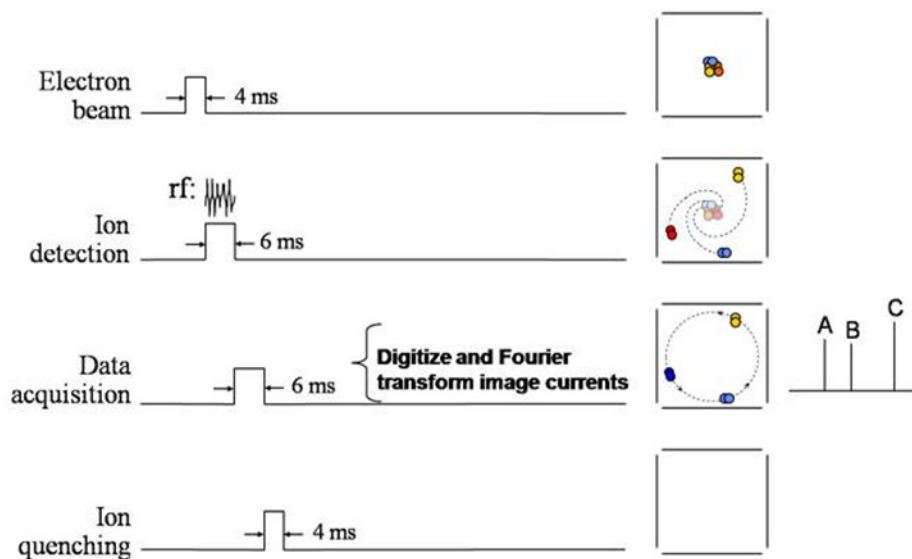 Electron
beam
4 ms
rf:
Ion
detection
6 ms
Data
acquisition
6 ms
Digitize and Fourier
transform image currents
A
B
C
Ion
quenching
4 ms